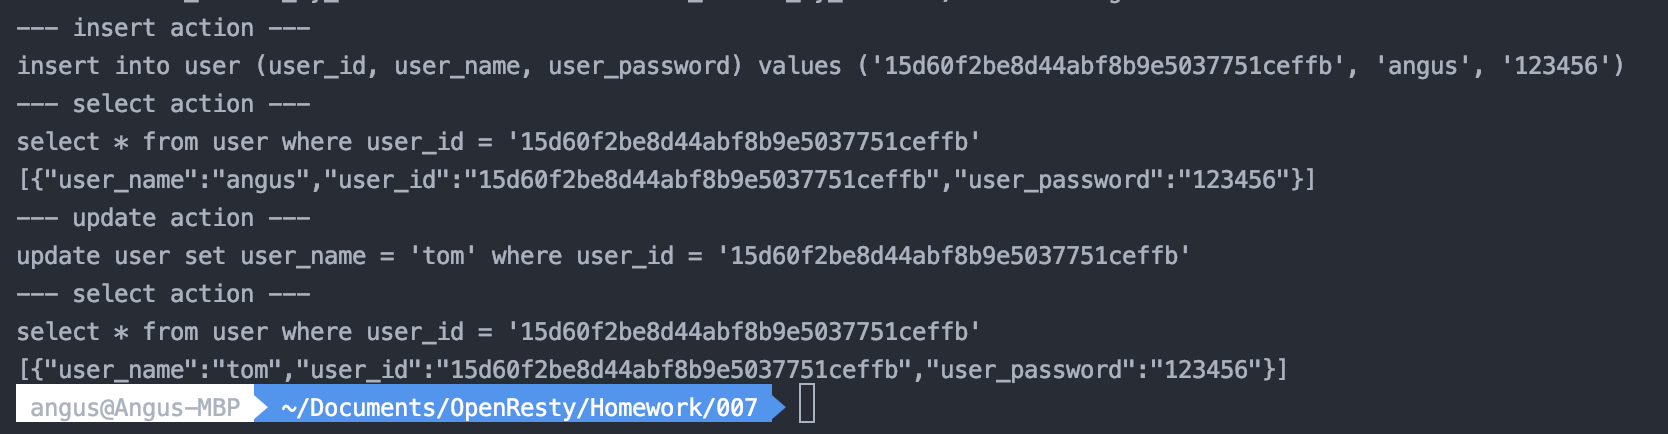 --- insert action ---
insert into user (user_id, user_name, user_password) values ('15d60f2be8d44abf8b9e5037751ceffb', 'angus', '123456')
--- select action ---
select * from user where user_id = '15d60f2be8d44abf8b9e5037751ceffb'
[{"user_name":"angus","user_id":"15d60f2be8d44abf8b9e5037751ceffb","user_password":"123456"}]
--- update action ---
update user set user_name = 'tom' where user_id = '15d60f2be8d44abf8b9e5037751ceffb'
--- select action ---
select * from user where user_id = '15d60f2be8d44abf8b9e5037751ceffb'
[{"user_name":"tom","user_id":"15d60f2be8d44abf8b9e5037751ceffb","user_password":"123456"}]
angus@Angus-MBP ~/Documents/OpenResty/Homework/007